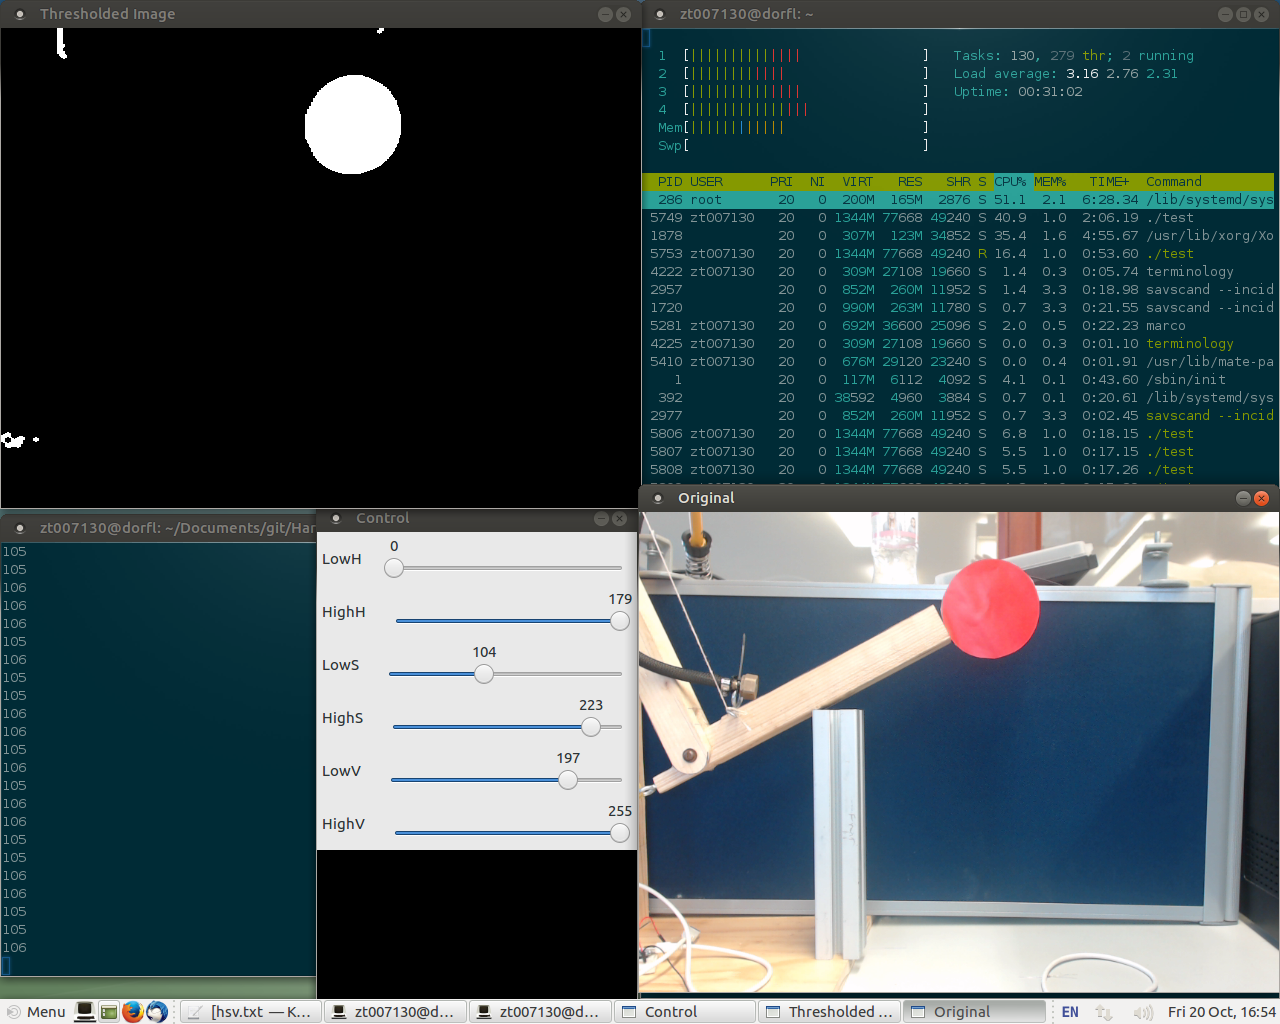 Thresholded Image
zt007130@dorfl: ~
1 [|||||||||||||| ] Tasks: 130, 279 thr; 2 running
2 [|||||||||||| ] Load average: 3.16 2.76 2.31
3 [|||||||||||||| ] Uptime: 00:31:02
4 [||||||||||||||| ]
Mem[|||||||||||| ]
Swp[ ]
PID USER PRI NI VIRT RES SHR S CPU% MEM% TIME+ Command
286 root 20 0 200M 165M 2876 S 51.1 2.1 6:28.34 /lib/systemd/sys
5749 zt007130 20 0 1344M 77668 49240 S 40.9 1.0 2:06.19 ./test
1878 20 0 307M 123M 34852 S 35.4 1.6 4:55.67 /usr/lib/xorg/Xo
5753 zt007130 20 0 1344M 77668 49240 R 16.4 1.0 0:53.60 ./test
4222 zt007130 20 0 309M 27108 19660 S 1.4 0.3 0:05.74 terminology
2957 20 0 852M 260M 11952 S 1.4 3.3 0:18.98 savscand --incid
1720 20 0 990M 263M 11780 S 0.7 3.3 0:21.55 savscand --incid
5281 zt007130 20 0 692M 36600 25096 S 2.0 0.5 0:22.23 marco
4225 zt007130 20 0 309M 27108 19660 S 0.0 0.3 0:01.10 terminology
5410 zt007130 20 0 676M 29120 23240 S 0.0 0.4 0:01.91 /usr/lib/mate-pa
1 20 0 117M 6112 4092 S 4.1 0.1 0:43.60 /sbin/init
392 20 0 38592 4960 3884 S 0.7 0.1 0:20.61 /lib/systemd/sys
2977 20 0 852M 260M 11952 S 0.7 3.3 0:02.45 savscand --incid
5806 zt007130 20 0 1344M 77668 49240 S 6.8 1.0 0:18.15 ./test
5807 zt007130 20 0 1344M 77668 49240 S 5.5 1.0 0:17.15 ./test
5808 zt007130 20 0 1344M 77668 49240 S 5.5 1.0 0:17.26 ./test
Original
zt007130@dorfl: ~/Documents/git/Har
105
105
106
106
106
105
106
105
105
106
106
105
106
105
106
106
105
105
106
106
105
105
106
Control
LowH 0
HighH 179
LowS 104
HighS 223
LowV 197
HighV 255
Menu
[hsv.txt — K...
zt007130@d...
zt007130@d...
Control
Thresholded ...
Original
EN
Fri 20 Oct, 16:54